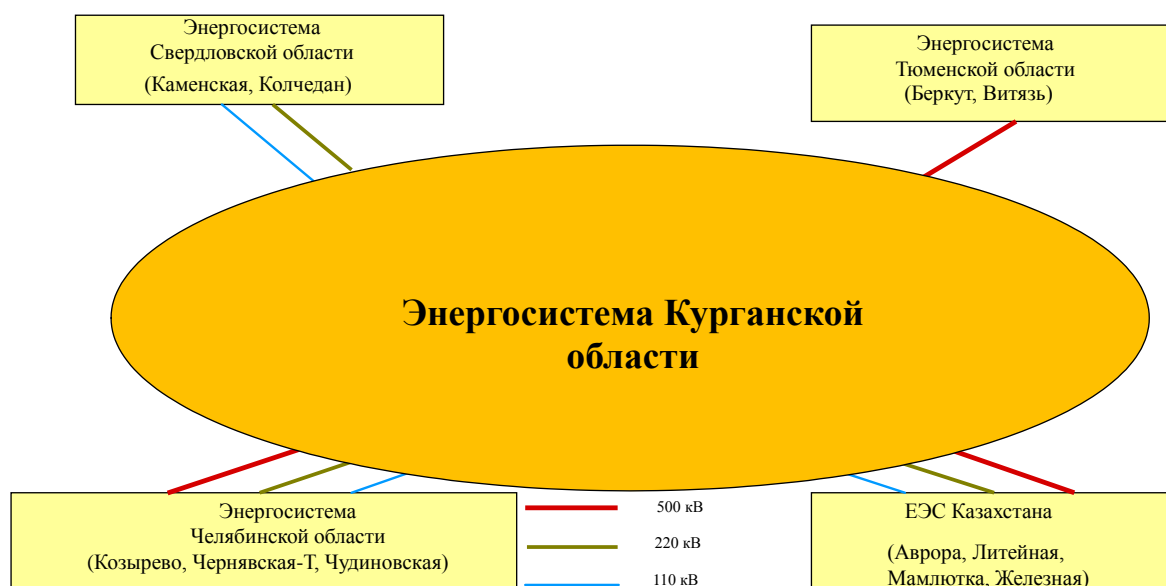 Энергосистема
Свердловской области
(Каменская, Колчедан)
Энергосистема
Тюменской области
(Беркут, Витязь)
Энергосистема Курганской
области
Энергосистема
Челябинской области
(Козырево, Чернявская-Т, Чудиновская)
500 кВ
220 кВ
110 кВ
ЕЭС Казахстана
(Аврора, Литейная,
Мамлютка, Железная)